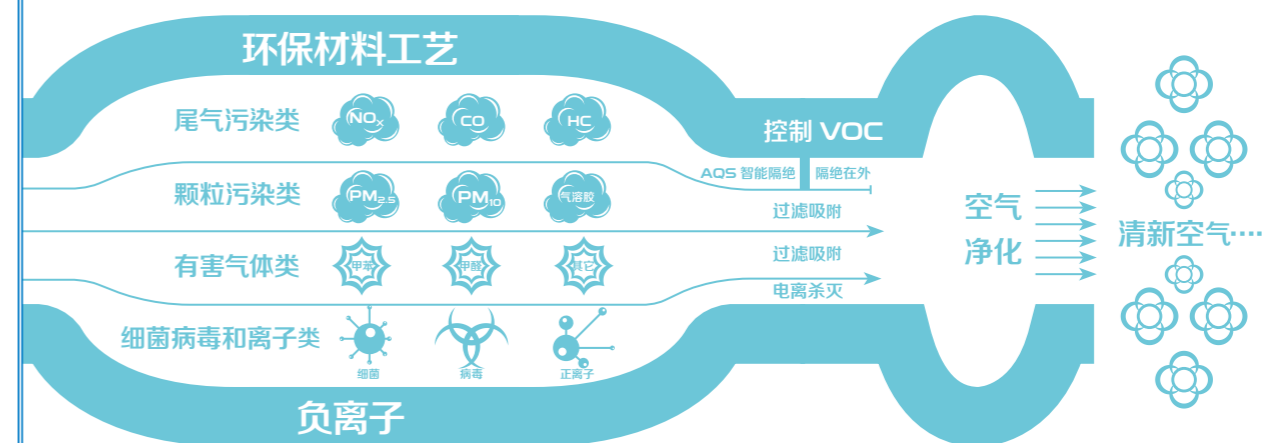 环保材料工艺
尾气污染类 NOx CO HC
控制 VOC
AQS 智能隔绝 隔绝在外
颗粒污染类 PM2.5 PM10 气溶胶
过滤吸附
有害气体类 甲苯 甲醛 其它
过滤吸附
电离杀灭
细菌病毒和离子类
细菌 病毒 正离子
负离子
空气
净化
清新空气····